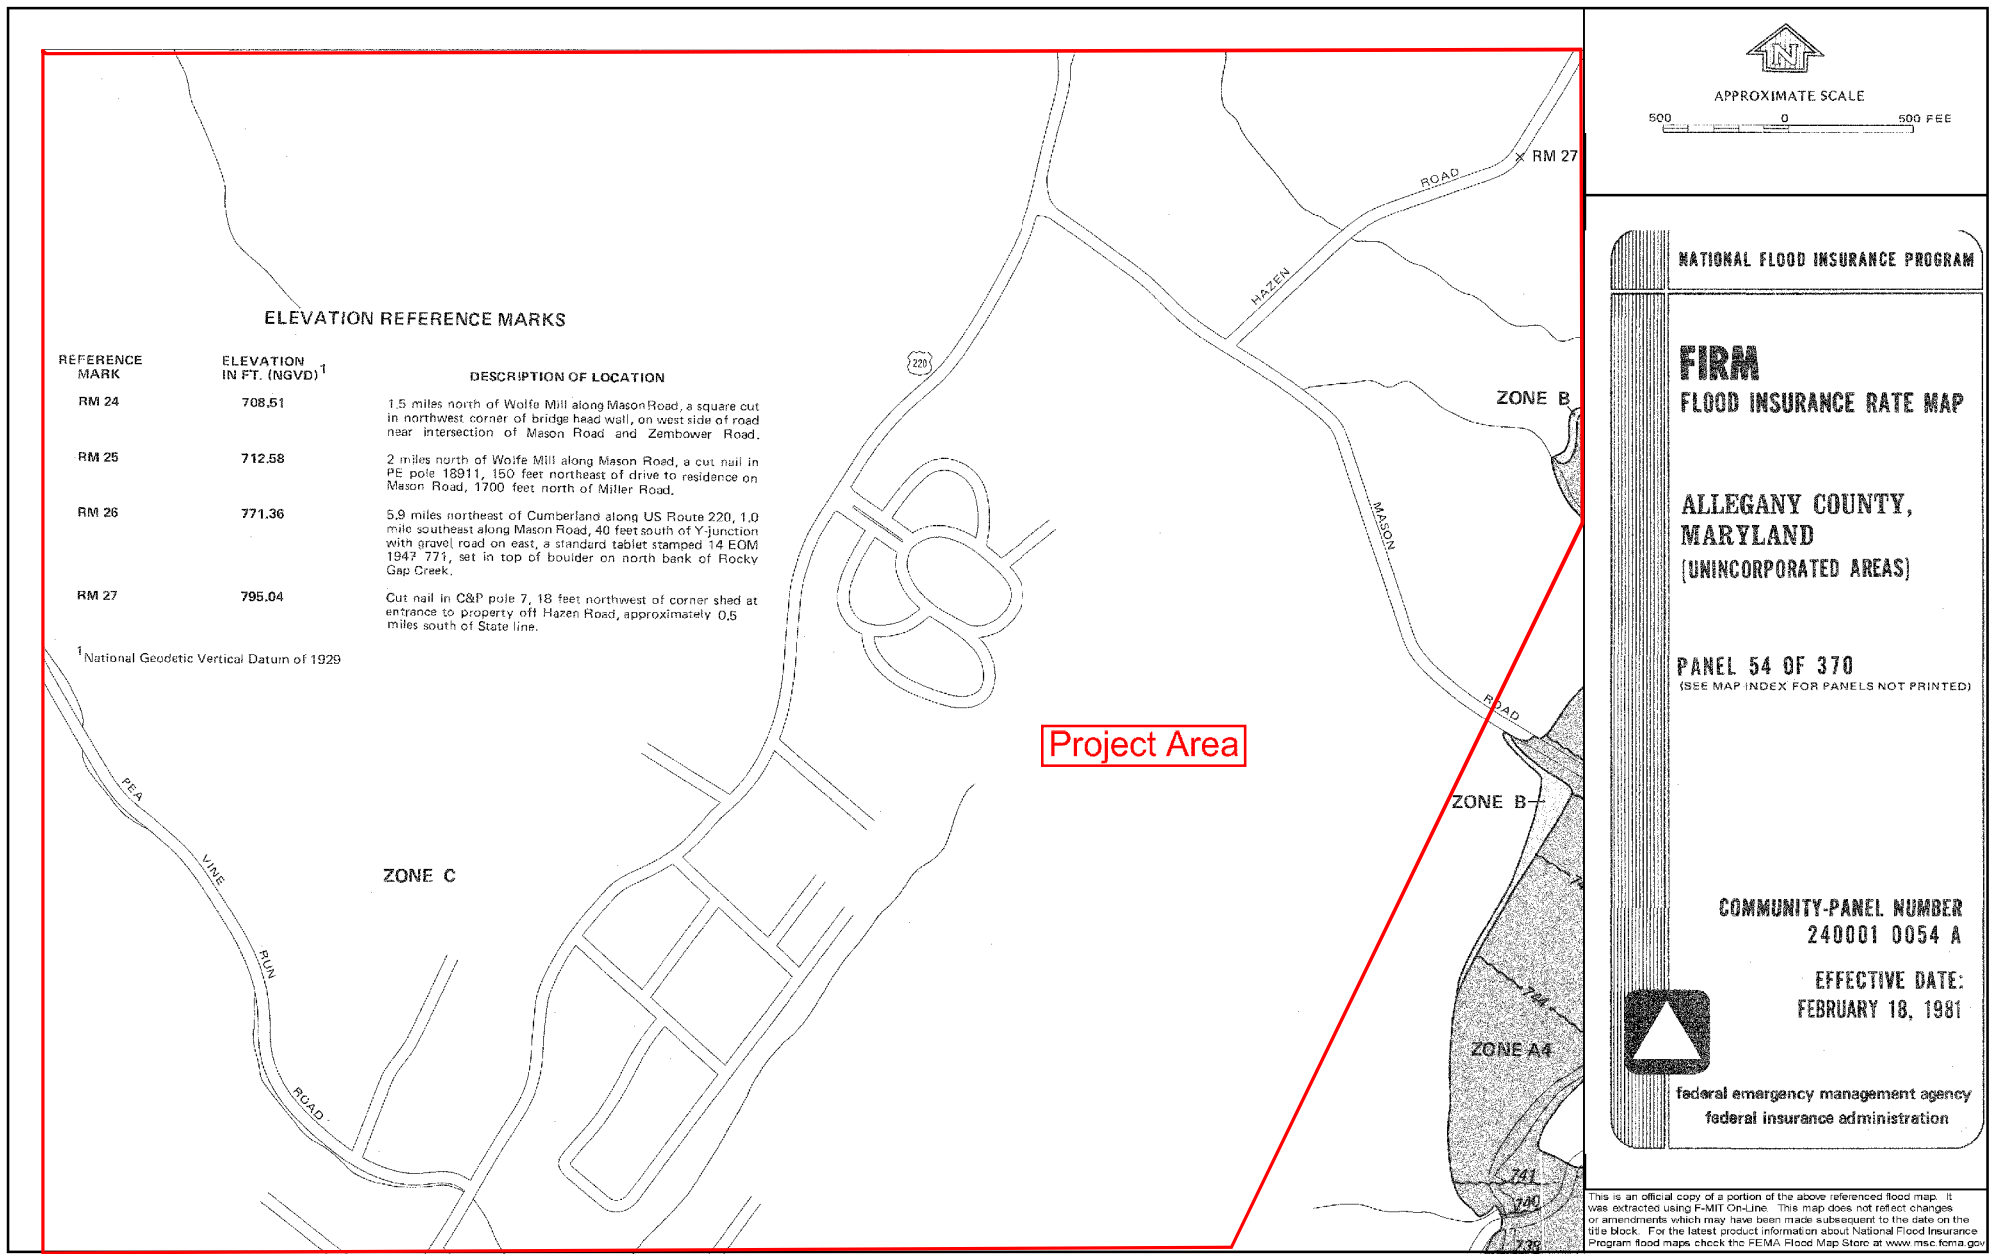 N
APPROXIMATE SCALE
500 0 500 FEE
NATIONAL FLOOD INSURANCE PROGRAM
FIRM
FLOOD INSURANCE RATE MAP
ALLEGANY COUNTY,
MARYLAND
(UNINCORPORATED AREAS)
PANEL 54 OF 370
(SEE MAP INDEX FOR PANELS NOT PRINTED)
COMMUNITY-PANEL NUMBER
240001 0054 A
EFFECTIVE DATE:
FEBRUARY 18, 1981
federal emergency management agency
federal insurance administration
This is an official copy of a portion of the above referenced flood map. It
was extracted using F-MIT On-Line. This map does not reflect changes
or amendments which may have been made subsequent to the date on the
title block. For the latest product information about National Flood Insurance
Program flood maps check the FEMA Flood Map Store at www.msc.fema.gov
ELEVATION REFERENCE MARKS
REFERENCE MARK
ELEVATION IN FT. (NGVD)1
DESCRIPTION OF LOCATION
RM 24 708.51 1.5 miles north of Wolfe Mill along Mason Road, a square cut
in northwest corner of bridge head wall, on west side of road
near intersection of Mason Road and Zembower Road.
RM 25 712.58 2 miles north of Wolfe Mill along Mason Road, a cut nail in
PE pole 18911, 150 feet northeast of drive to residence on
Mason Road, 1700 feet north of Miller Road.
RM 26 771.36 5.9 miles northeast of Cumberland along US Route 220, 1.0
mile southeast along Mason Road, 40 feet south of Y-junction
with gravel road on east, a standard tablet stamped 14 EOM
1947 771, set in top of boulder on north bank of Rocky
Gap Creek.
RM 27 795.04 Cut nail in C&P pole 7, 18 feet northwest of corner shed at
entrance to property off Hazen Road, approximately 0.5
miles south of State line.
1 National Geodetic Vertical Datum of 1929
RM 27
HAZEN ROAD
220
ZONE B
MASON ROAD
Project Area
ZONE B
PEA VINE RUN ROAD
ZONE C
744
ZONE A4
741
740
738